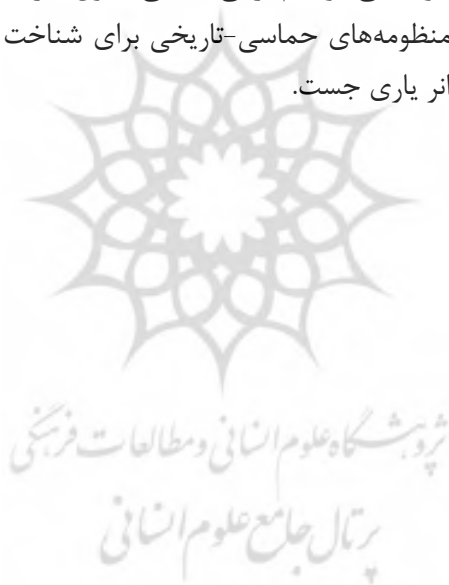 منظومه‌های حماسی-تاریخی برای شناخت
انر یاری جست.
پژوهشگاه علوم انسانی و مطالعات فرهنگی
پرتال جامع علوم انسانی